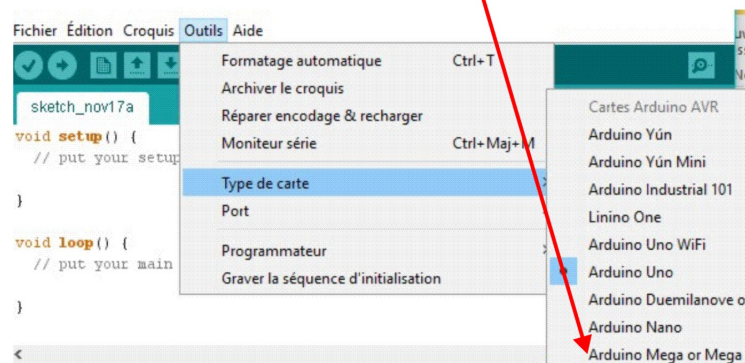 Fichier Édition Croquis Outils Aide
sketch_nov17a
void setup() {
// put your setup
}
void loop() {
// put your main
}
Formatage automatique Ctrl+T
Archiver le croquis
Réparer encodage & recharger
Moniteur série Ctrl+Maj+M
Type de carte
Port
Programmateur
Graver la séquence d'initialisation
Cartes Arduino AVR
Arduino Yún
Arduino Yún Mini
Arduino Industrial 101
Linino One
Arduino Uno WiFi
Arduino Uno
Arduino Duemilanove o
Arduino Nano
Arduino Mega or Mega